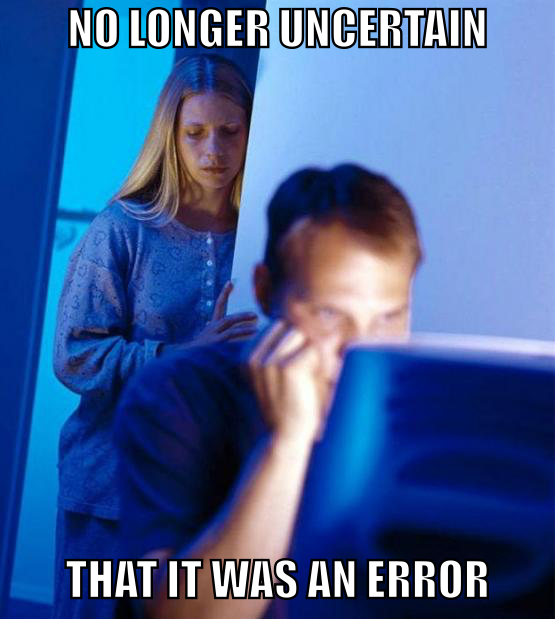 NO LONGER UNCERTAIN
THAT IT WAS AN ERROR